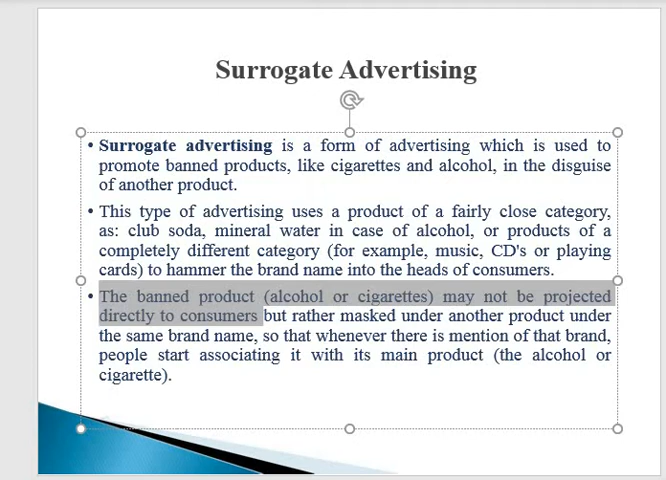 Surrogate Advertising
• Surrogate advertising is a form of advertising which is used to
promote banned products, like cigarettes and alcohol, in the disguise
of another product.
• This type of advertising uses a product of a fairly close category,
as: club soda, mineral water in case of alcohol, or products of a
completely different category (for example, music, CD's or playing
cards) to hammer the brand name into the heads of consumers.
• The banned product (alcohol or cigarettes) may not be projected
directly to consumers but rather masked under another product under
the same brand name, so that whenever there is mention of that brand,
people start associating it with its main product (the alcohol or
cigarette).